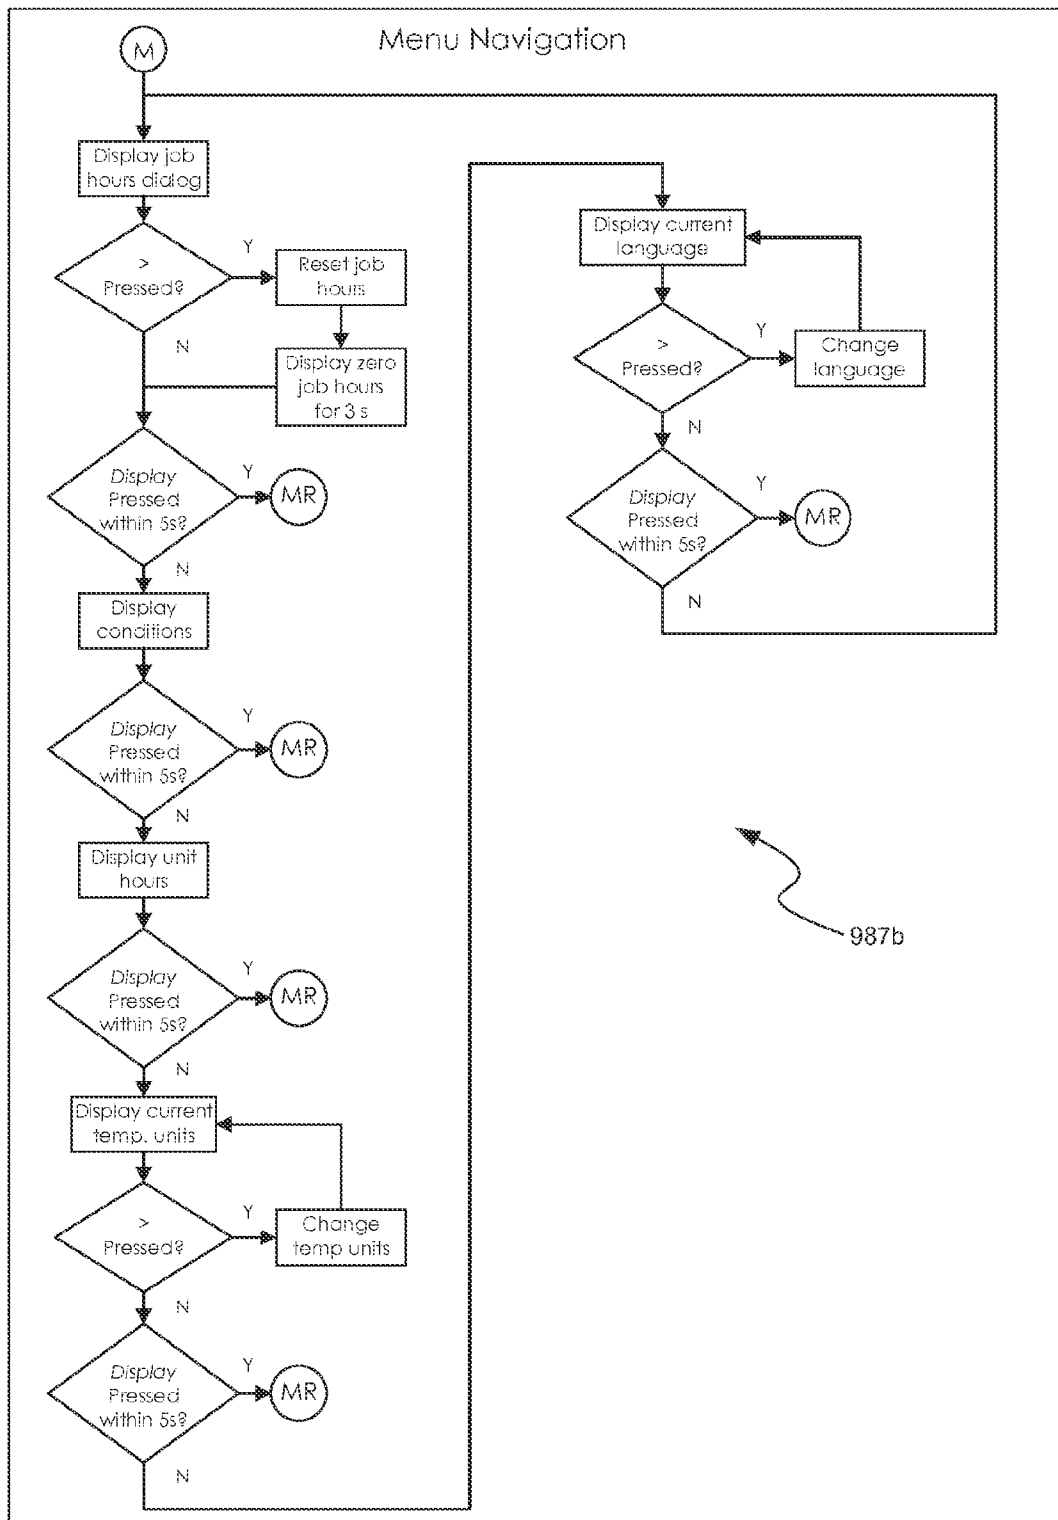 Menu Navigation
M
Display job
hours dialog
>
Pressed?
Y
Reset job
hours
N
Display zero
job hours
for 3 s
Display
Pressed
within 5s?
Y
MR
N
Display
conditions
Display
Pressed
within 5s?
Y
MR
N
Display unit
hours
Display
Pressed
within 5s?
Y
MR
N
Display current
temp. units
>
Pressed?
Y
Change
temp units
N
Display
Pressed
within 5s?
Y
MR
N
Display current
language
>
Pressed?
Y
Change
language
N
Display
Pressed
within 5s?
Y
MR
N
987b